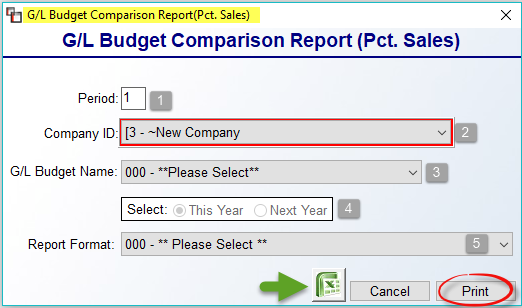 G/L Budget Comparison Report(Pct. Sales)
G/L Budget Comparison Report (Pct. Sales)
Period: 1 1
Company ID: [3 - ~New Company 2
G/L Budget Name: 000 - **Please Select** 3
Select: This Year Next Year 4
Report Format: 000 - ** Please Select ** 5
Cancel Print